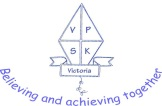 V P
S K
Victoria
Believing and achieving together